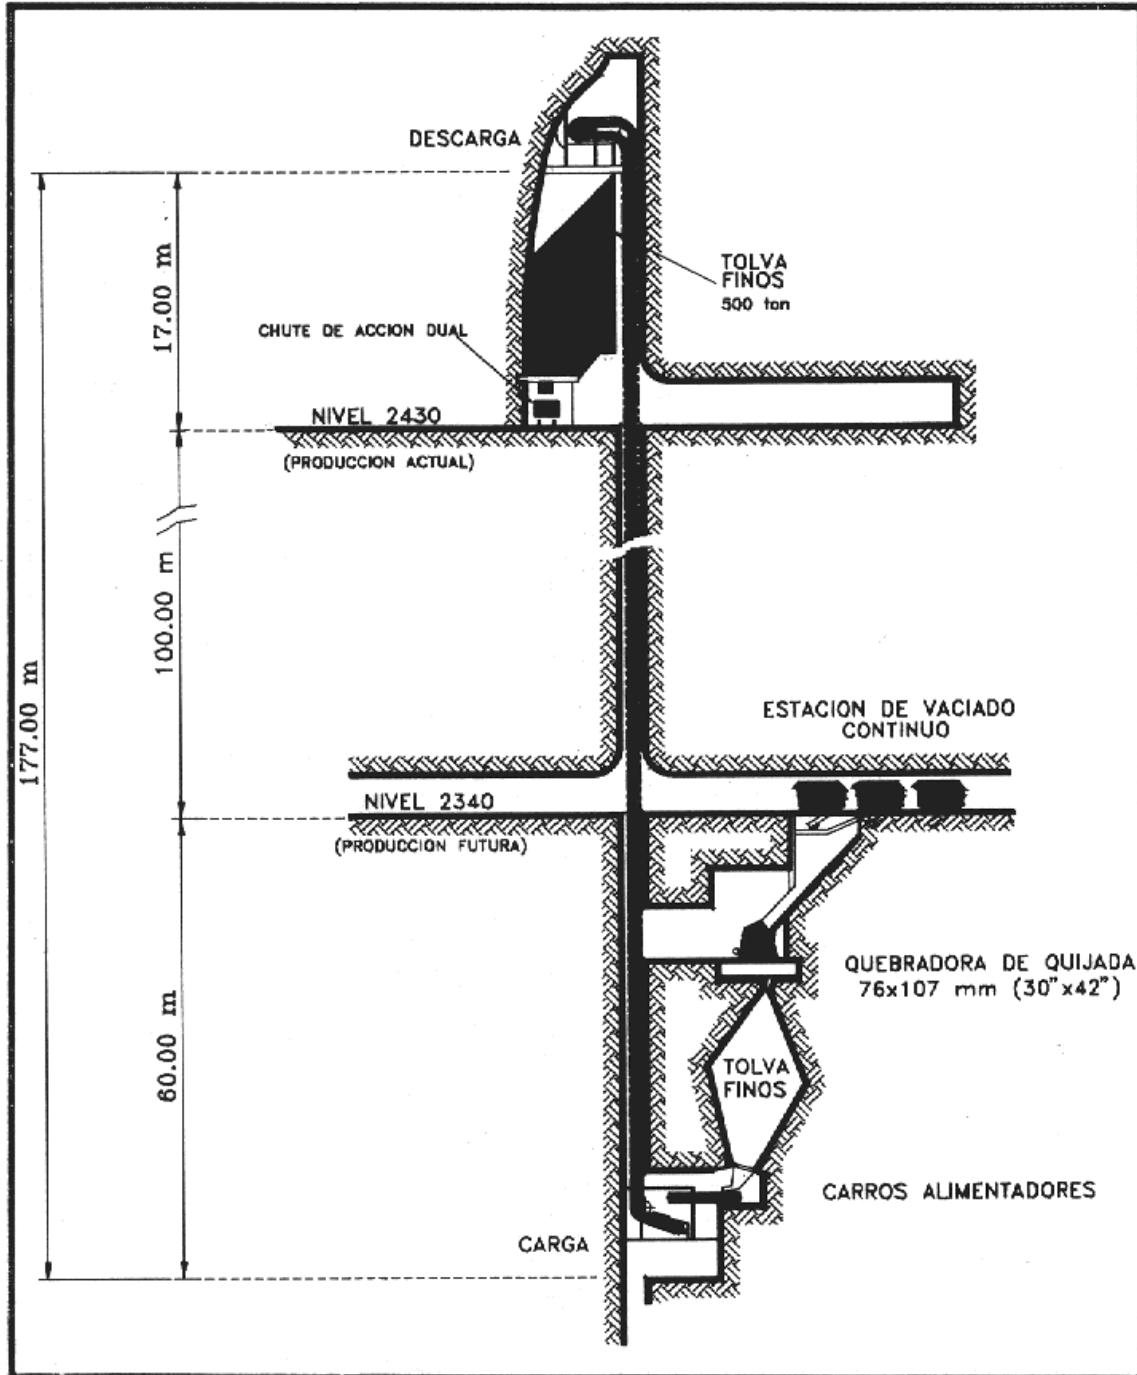 DESCARGA
17.00 m
TOLVA
FINOS
500 ton
CHUTE DE ACCION DUAL
NIVEL 2430
(PRODUCCION ACTUAL)
100.00 m
177.00 m
ESTACION DE VACIADO
CONTINUO
NIVEL 2340
(PRODUCCION FUTURA)
60.00 m
QUEBRADORA DE QUIJADA
76x107 mm (30"x42")
TOLVA
FINOS
CARROS ALIMENTADORES
CARGA